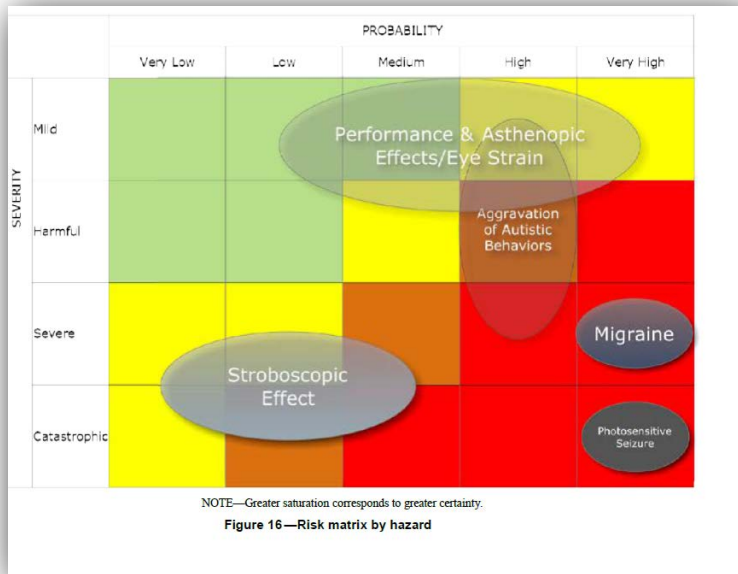 PROBABILITY
Very Low Low Medium High Very High
SEVERITY
Mild
Performance & Asthenopic
Effects/Eye Strain
Harmful
Aggravation
of Autistic
Behaviors
Severe
Migraine
Stroboscopic
Effect
Catastrophic
Photosensitive
Seizure
NOTE—Greater saturation corresponds to greater certainty.
Figure 16—Risk matrix by hazard